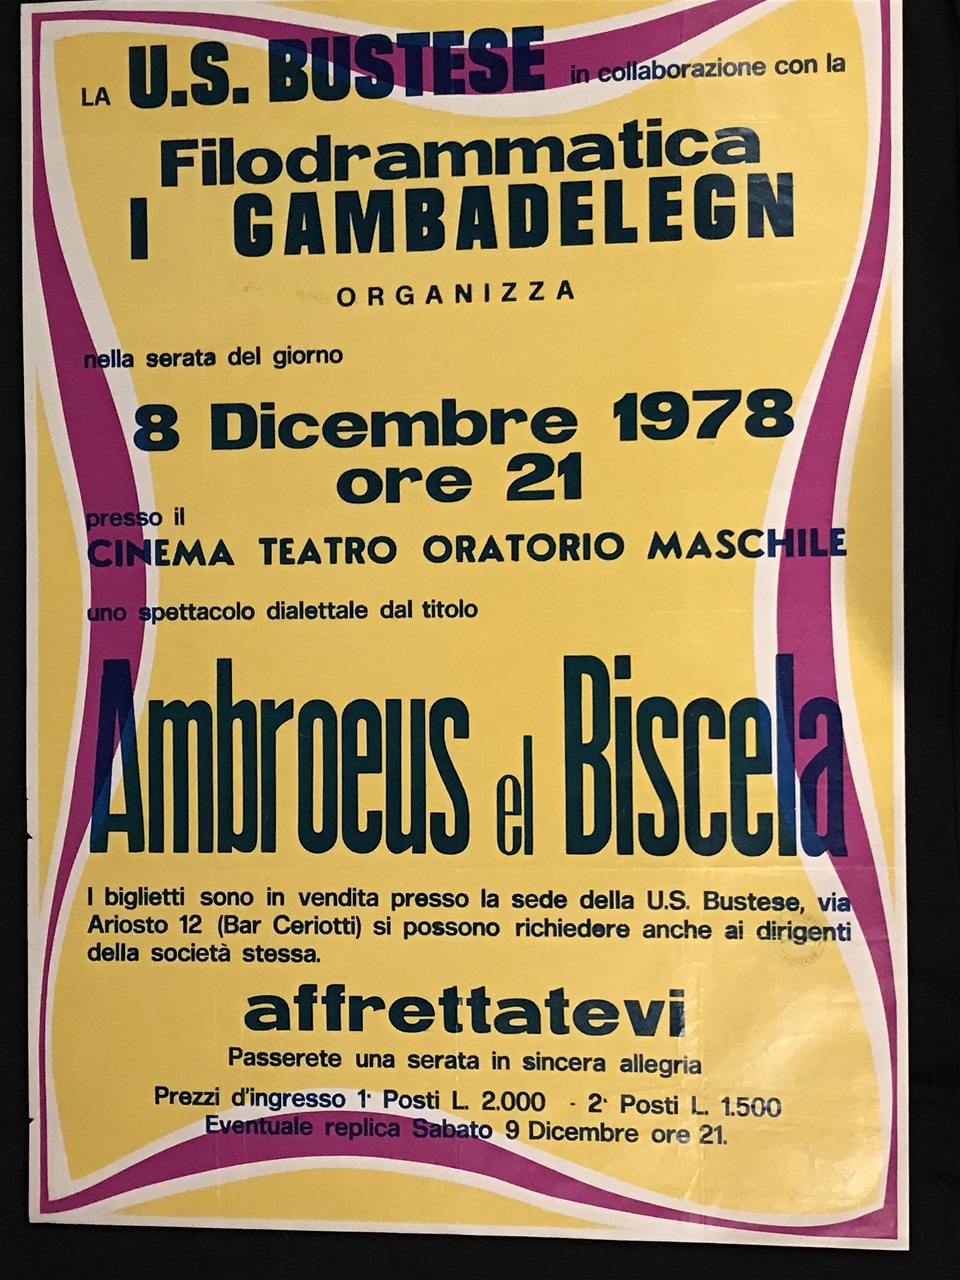 LA U.S. BUSTESE in collaborazione con la
Filodrammatica
I GAMBADELEGN
ORGANIZZA
nella serata del giorno
8 Dicembre 1978
ore 21
presso il
CINEMA TEATRO ORATORIO MASCHILE
uno spettacolo dialettale dal titolo
Ambroeus el Biscela
I biglietti sono in vendita presso la sede della U.S. Bustese, via
Ariosto 12 (Bar Ceriotti) si possono richiedere anche ai dirigenti
della società stessa.
affrettatevi
Passerete una serata in sincera allegria
Prezzi d'ingresso 1· Posti L. 2.000 - 2· Posti L. 1.500
Eventuale replica Sabato 9 Dicembre ore 21.